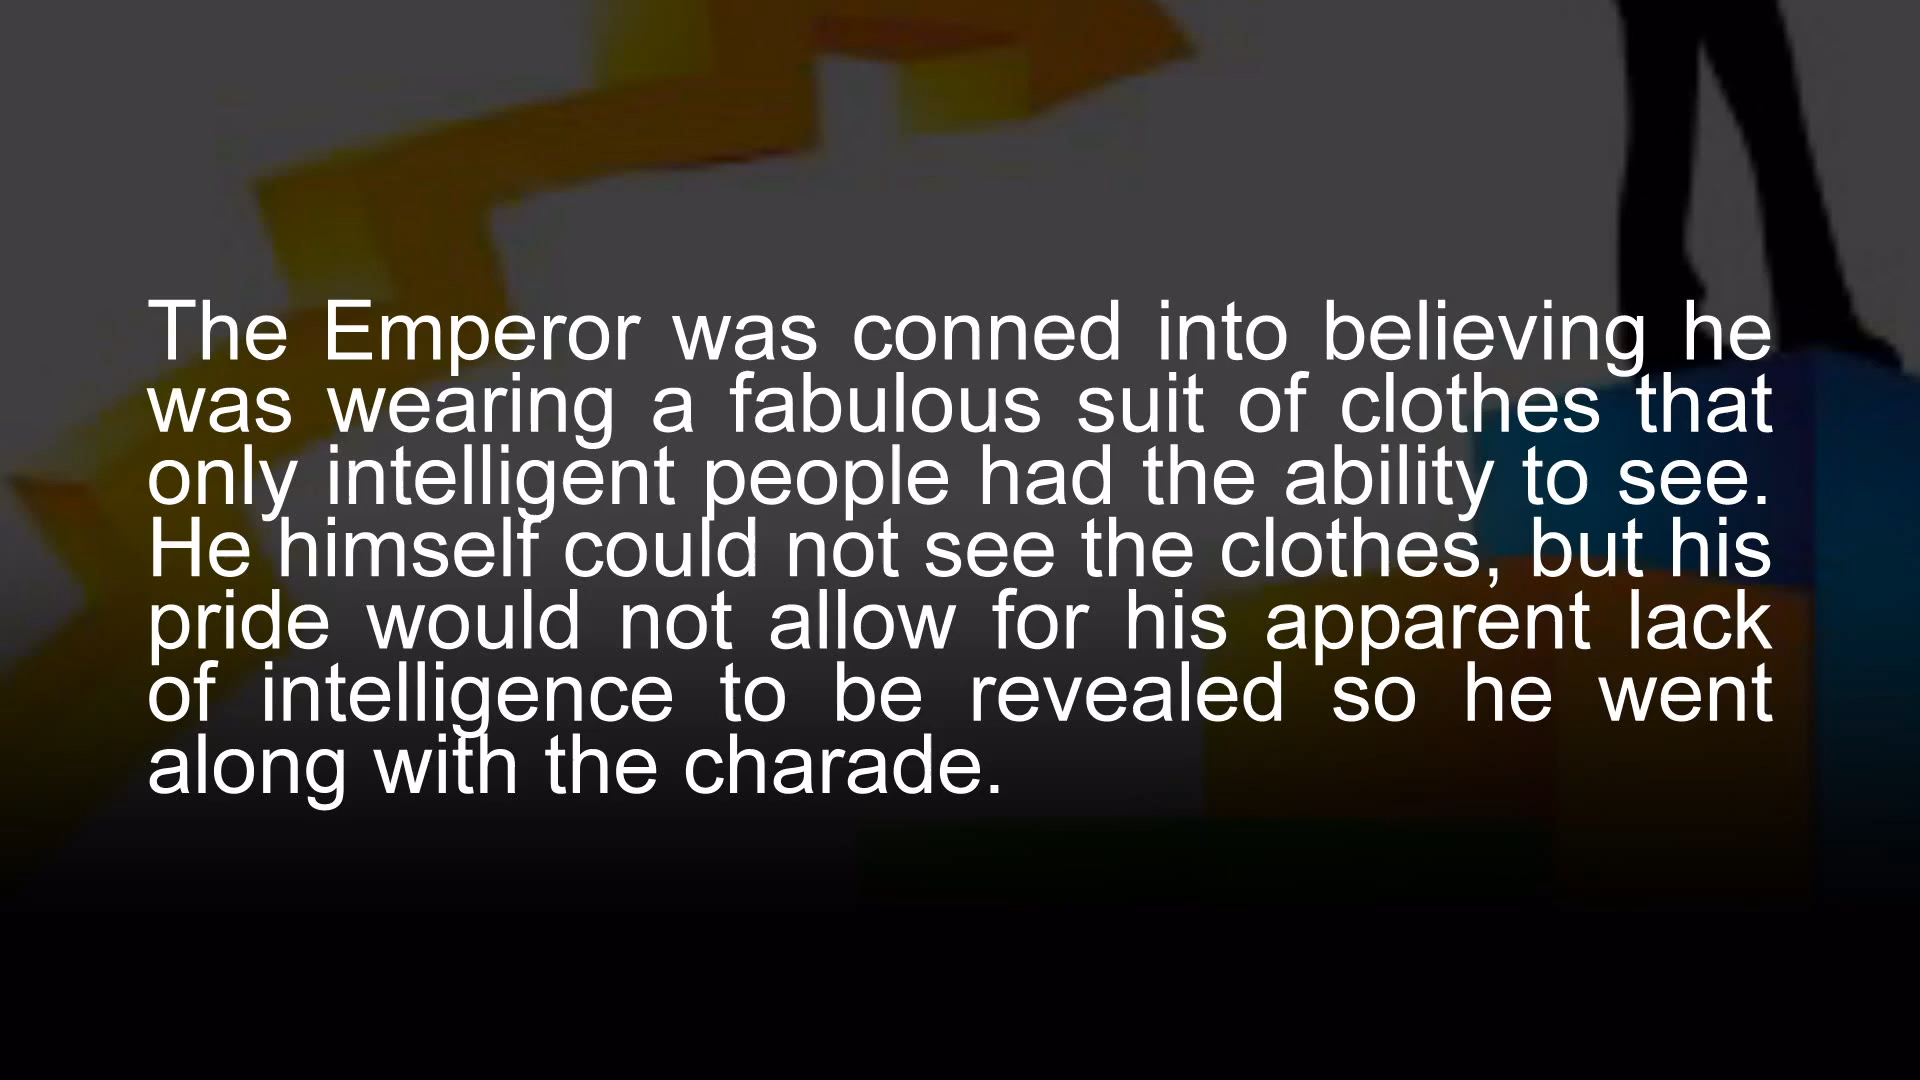 The Emperor was conned into believing he
was wearing a fabulous suit of clothes that
only intelligent people had the ability to see.
He himself could not see the clothes, but his
pride would not allow for his apparent lack
of intelligence to be revealed so he went
along with the charade.